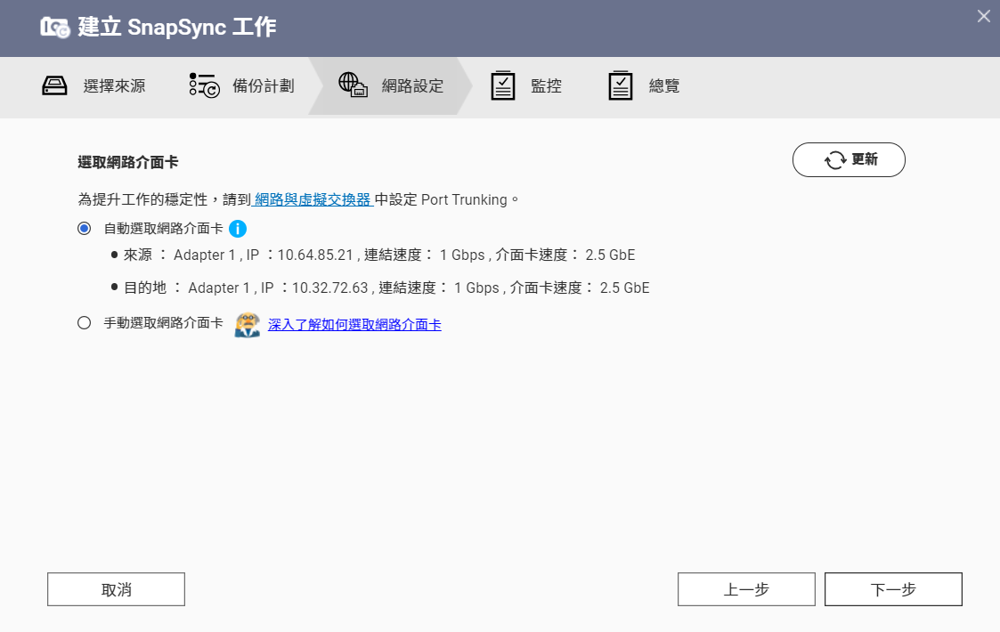 建立 SnapSync 工作
選擇來源 備份計劃 網路設定 監控 總覽
選取網路介面卡
更新
為提升工作的穩定性，請到 網路與虛擬交換器 中設定 Port Trunking。
自動選取網路介面卡
來源 ： Adapter 1 , IP ：10.64.85.21 , 連結速度： 1 Gbps , 介面卡速度： 2.5 GbE
目的地 ： Adapter 1 , IP ：10.32.72.63 , 連結速度： 1 Gbps , 介面卡速度： 2.5 GbE
手動選取網路介面卡 深入了解如何選取網路介面卡
取消 上一步 下一步